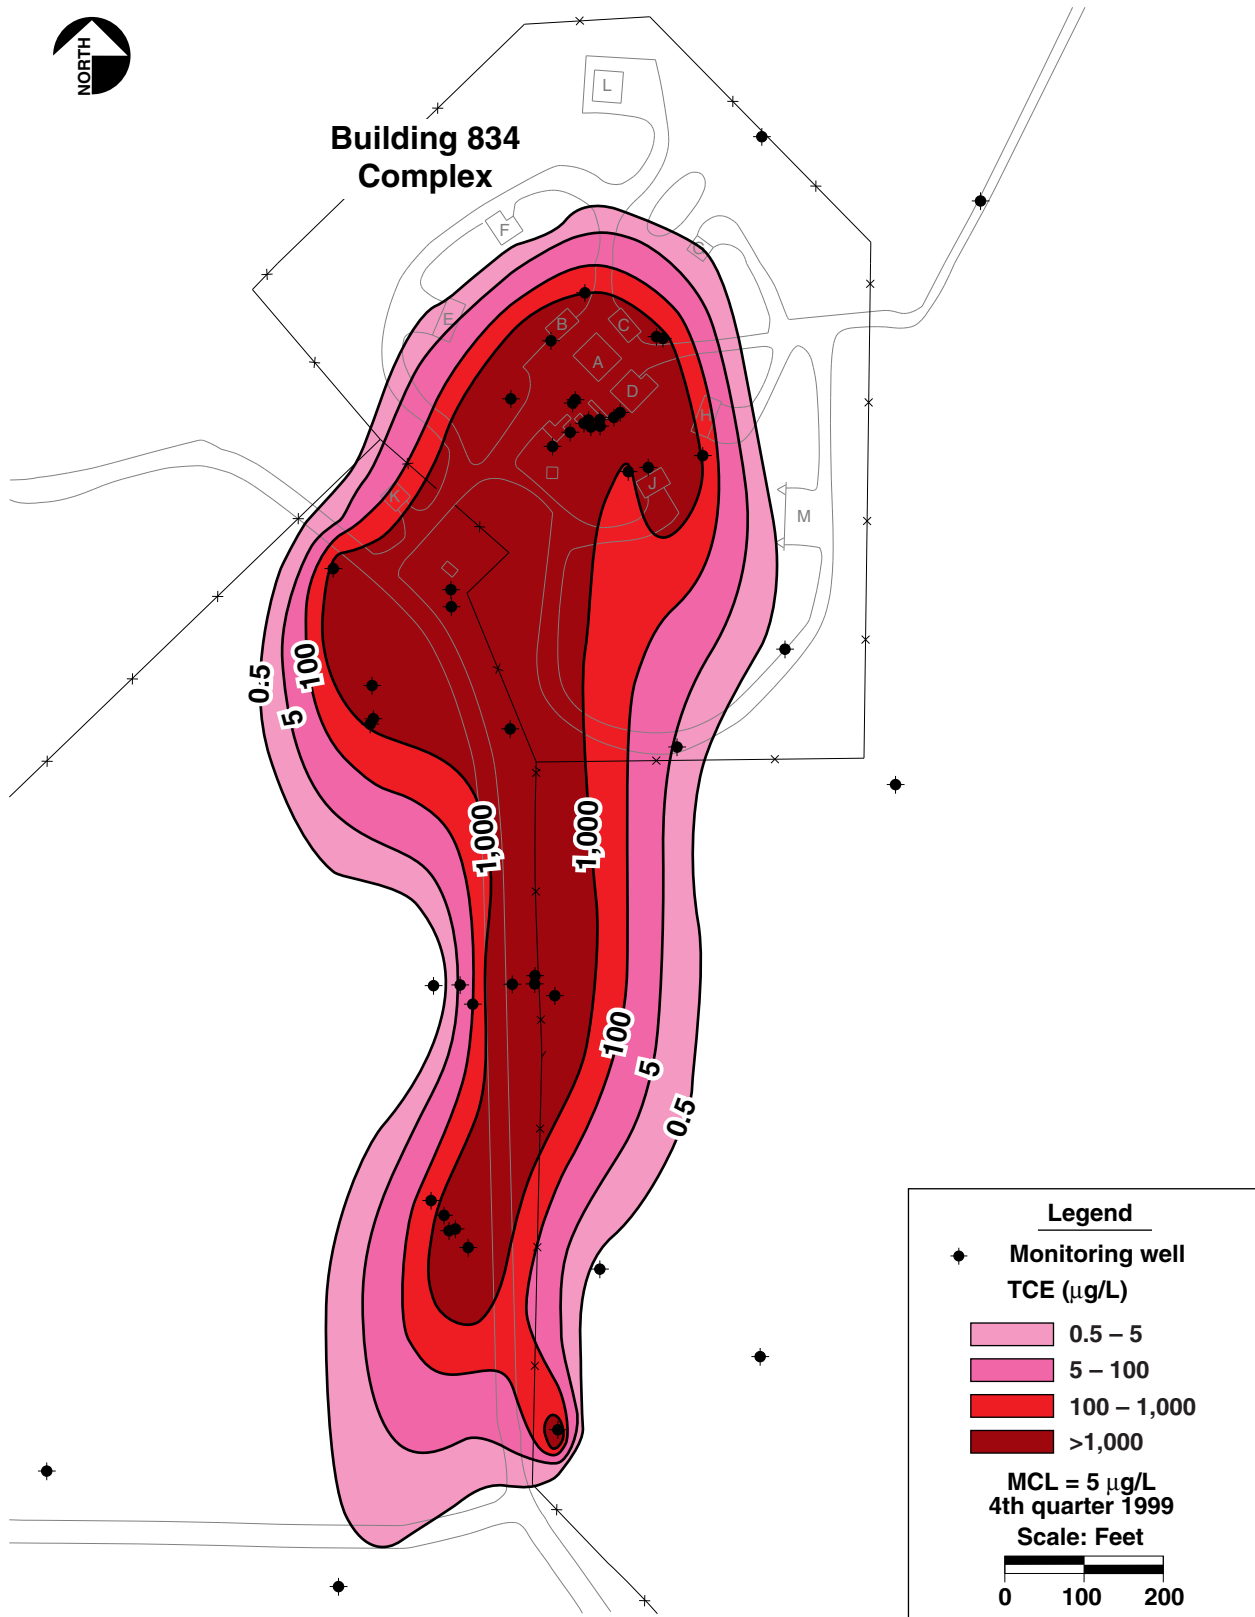 NORTH
Building 834
Complex
L
F
G
E
B
C
A
D
H
J
T
M
0.5
5
100
1,000
1,000
100
5
0.5
Legend
Monitoring well
TCE (µg/L)
0.5 – 5
5 – 100
100 – 1,000
>1,000
MCL = 5 µg/L
4th quarter 1999
Scale: Feet
0 100 200